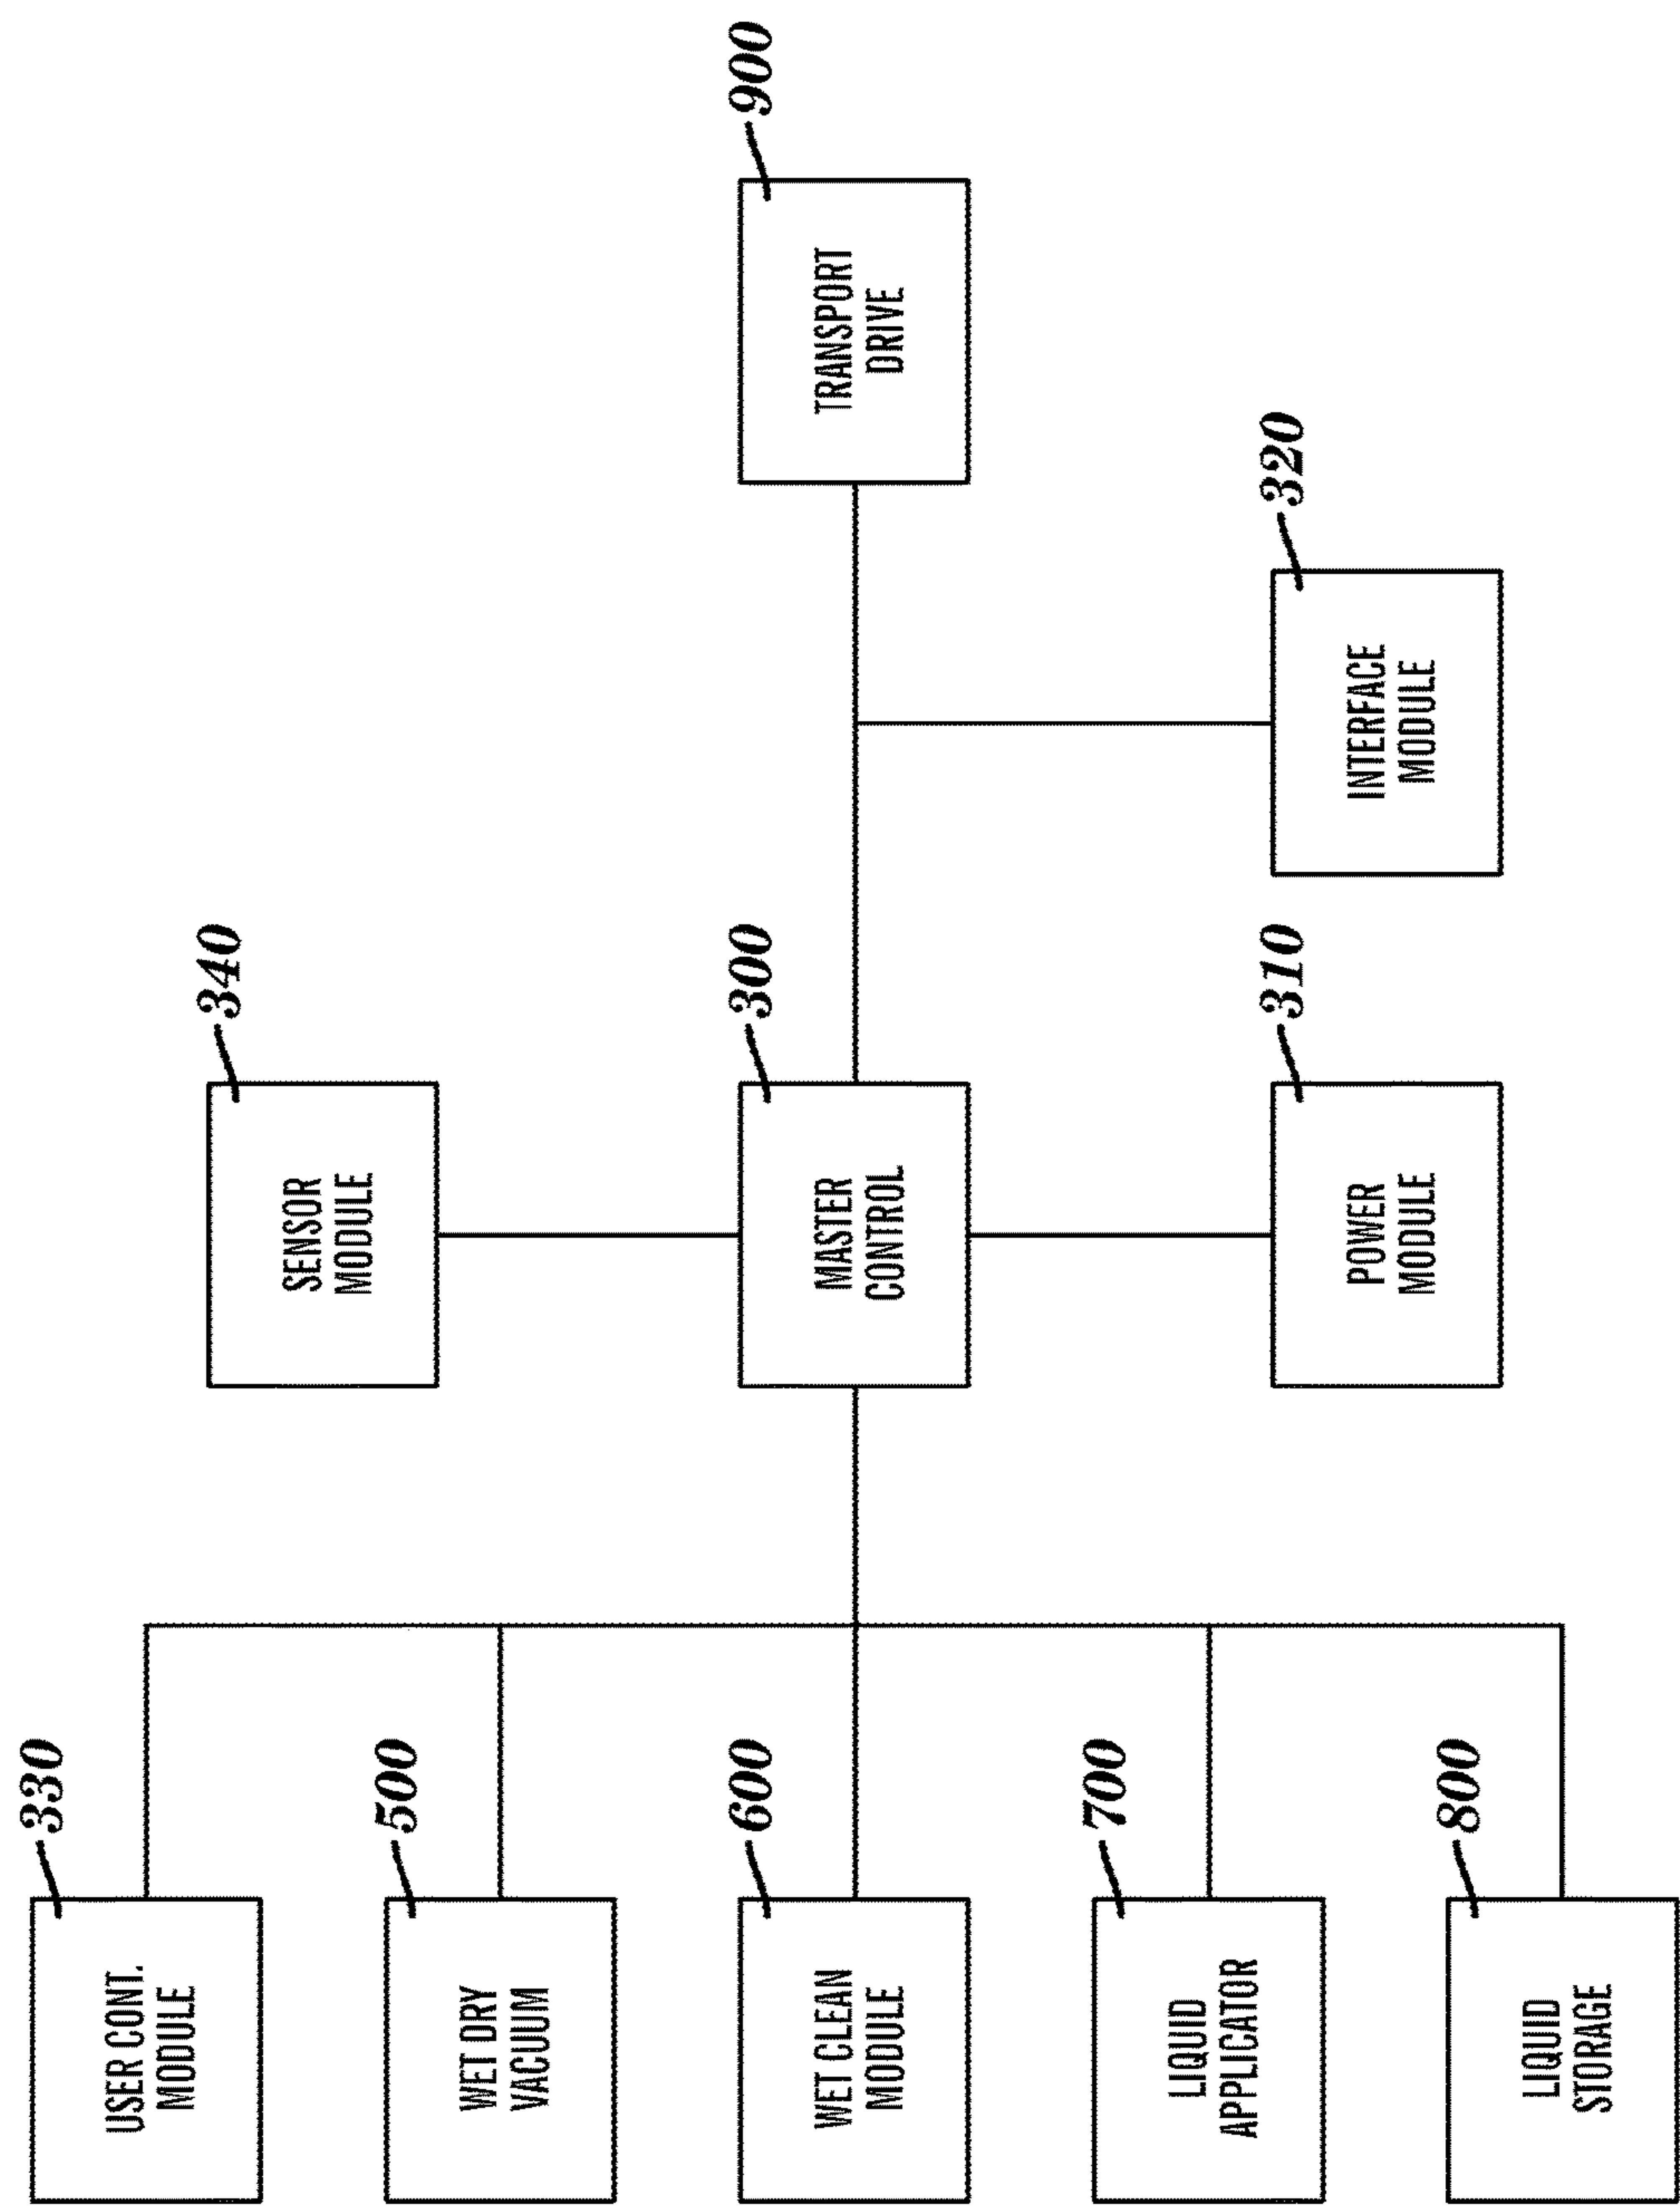 330
USER CONT.
MODULE
500
WET DRY
VACUUM
600
WET CLEAN
MODULE
700
LIQUID
APPLICATOR
800
LIQUID
STORAGE
340
SENSOR
MODULE
300
MASTER
CONTROL
310
POWER
MODULE
320
INTERFACE
MODULE
900
TRANSPORT
DRIVE